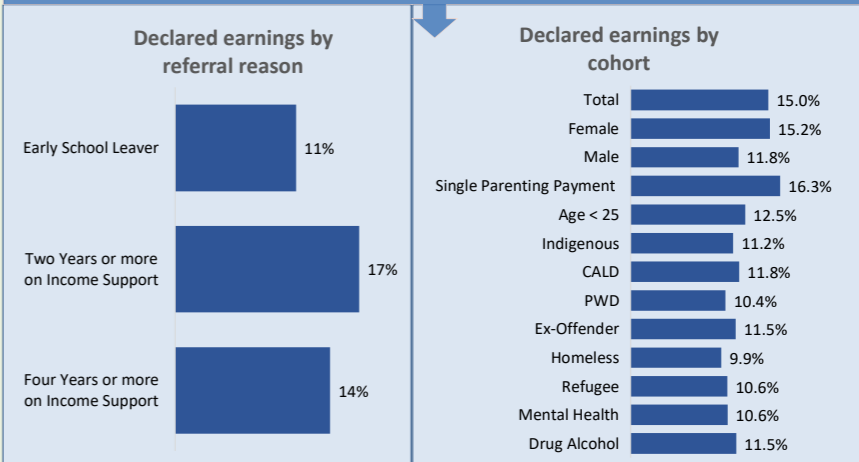 Declared earnings by
referral reason
Early School Leaver
11%
Two Years or more
on Income Support
17%
Four Years or more
on Income Support
14%
Declared earnings by
cohort
Total 15.0%
Female 15.2%
Male 11.8%
Single Parenting Payment 16.3%
Age < 25 12.5%
Indigenous 11.2%
CALD 11.8%
PWD 10.4%
Ex-Offender 11.5%
Homeless 9.9%
Refugee 10.6%
Mental Health 10.6%
Drug Alcohol 11.5%